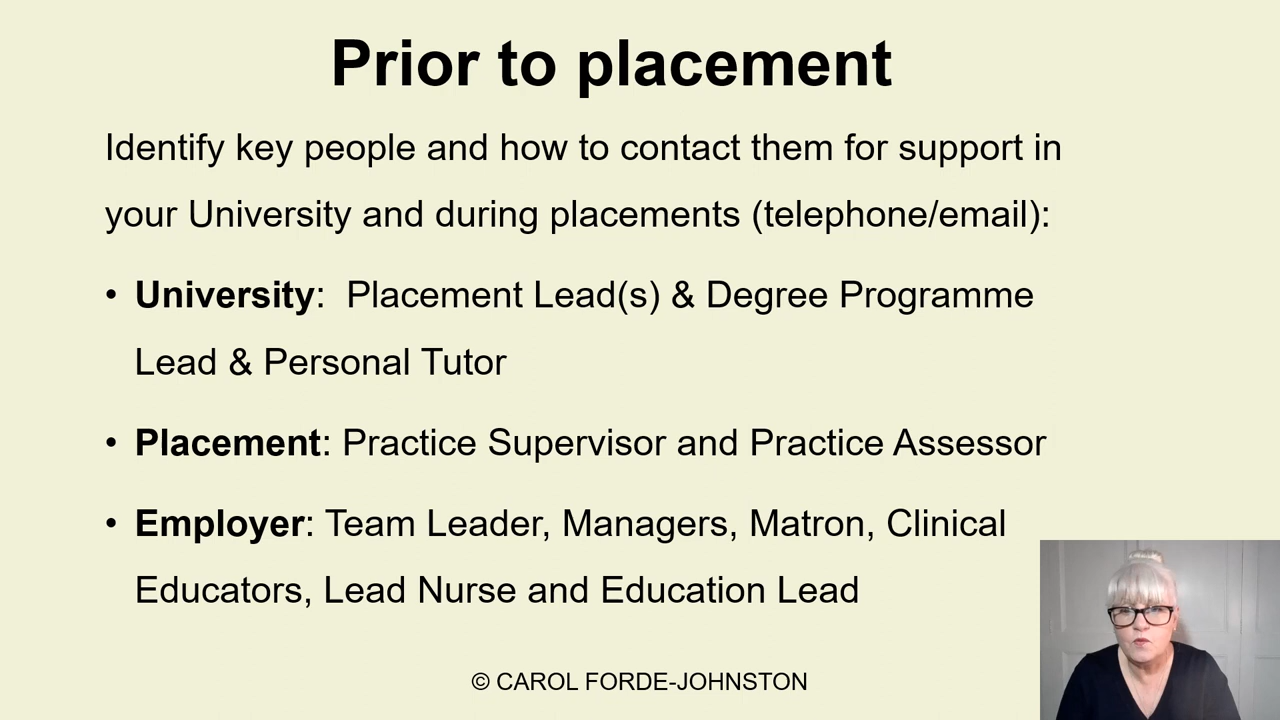 Prior to placement
Identify key people and how to contact them for support in
your University and during placements (telephone/email):
• University:  Placement Lead(s) & Degree Programme
Lead & Personal Tutor
• Placement: Practice Supervisor and Practice Assessor
• Employer: Team Leader, Managers, Matron, Clinical
Educators, Lead Nurse and Education Lead
© CAROL FORDE-JOHNSTON